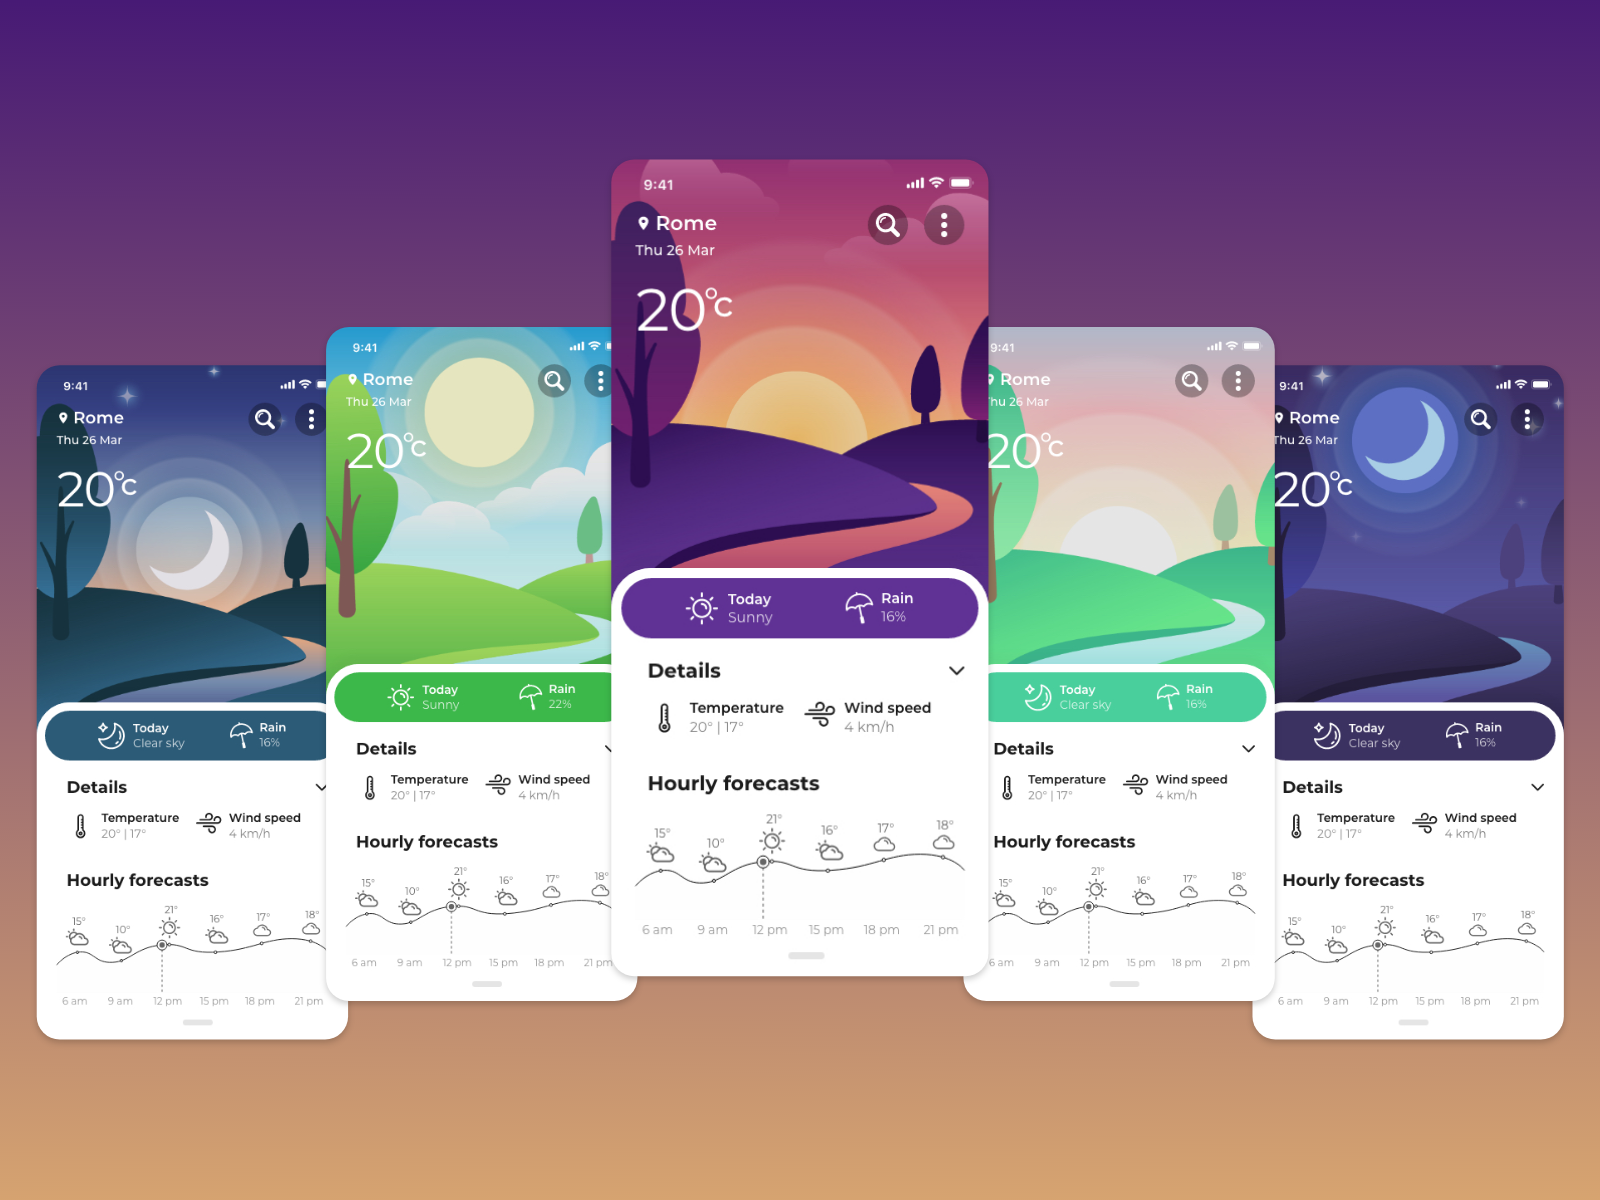 9:41
Rome
Thu 26 Mar
20°C
Today
Clear sky
Rain
16%
Details
Temperature
20° | 17°
Wind speed
4 km/h
Hourly forecasts
15° 10° 21° 16° 17° 18°
6 am 9 am 12 pm 15 pm 18 pm 21 pm
9:41
Rome
Thu 26 Mar
20°C
Today
Sunny
Rain
22%
Details
Temperature
20° | 17°
Wind speed
4 km/h
Hourly forecasts
15° 10° 21° 16° 17° 18°
6 am 9 am 12 pm 15 pm 18 pm 21 pm
9:41
Rome
Thu 26 Mar
20°C
Today
Sunny
Rain
16%
Details
Temperature
20° | 17°
Wind speed
4 km/h
Hourly forecasts
15° 10° 21° 16° 17° 18°
6 am 9 am 12 pm 15 pm 18 pm 21 pm
9:41
Rome
Thu 26 Mar
20°C
Today
Clear sky
Rain
16%
Details
Temperature
20° | 17°
Wind speed
4 km/h
Hourly forecasts
15° 10° 21° 16° 17° 18°
6 am 9 am 12 pm 15 pm 18 pm 21 pm
9:41
Rome
Thu 26 Mar
20°C
Today
Clear sky
Rain
16%
Details
Temperature
20° | 17°
Wind speed
4 km/h
Hourly forecasts
15° 10° 21° 16° 17° 18°
6 am 9 am 12 pm 15 pm 18 pm 21 pm